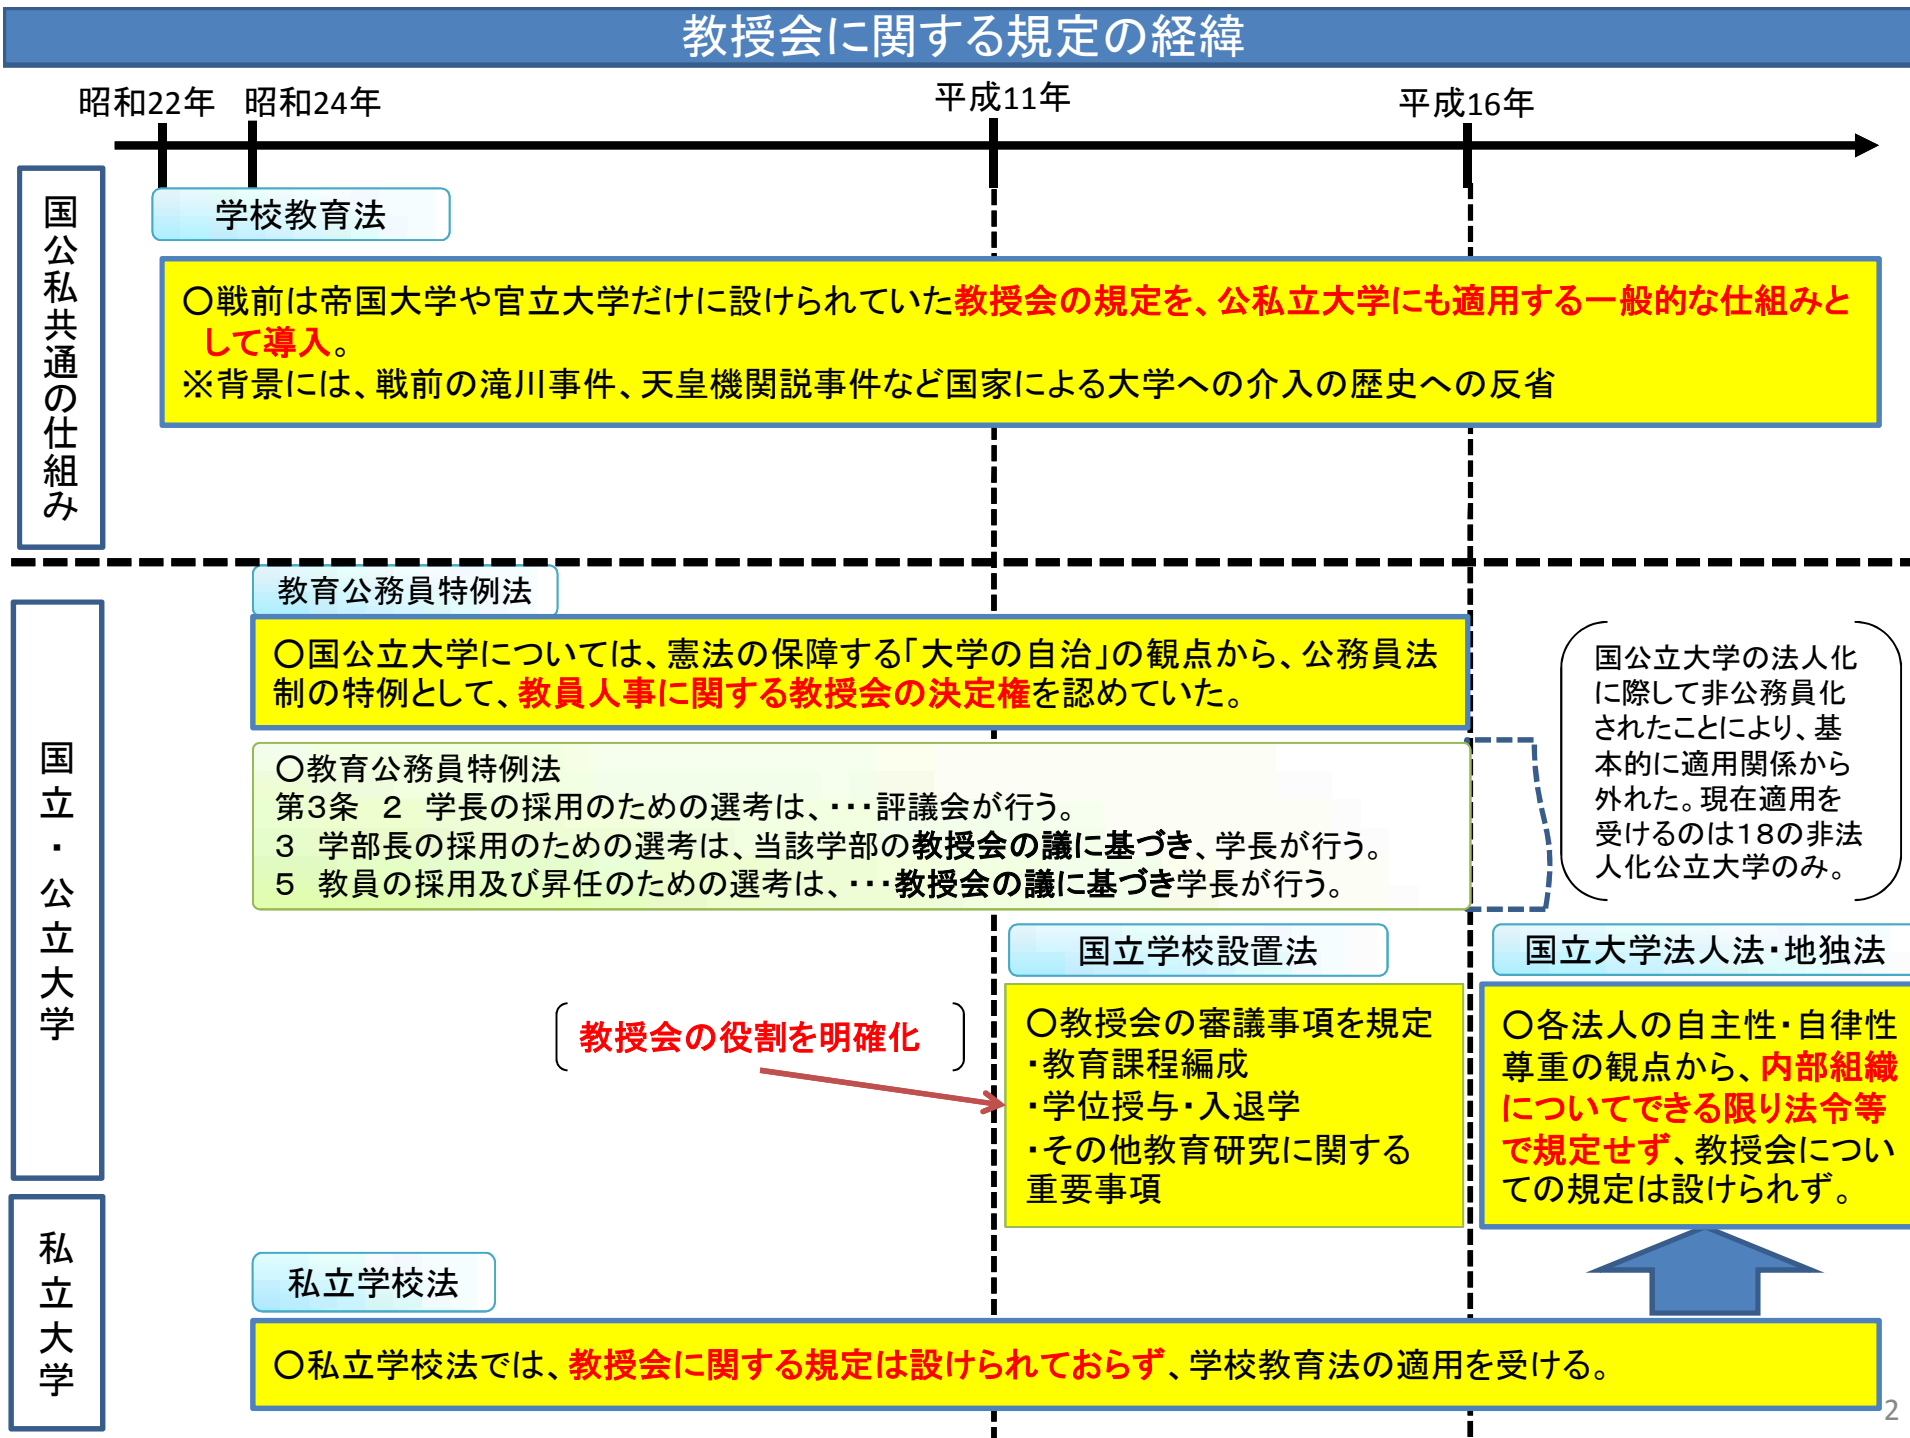 教授会に関する規定の経緯
昭和22年
昭和24年
平成11年
平成16年
国公私共通の仕組み
学校教育法
○戦前は帝国大学や官立大学だけに設けられていた教授会の規定を、公私立大学にも適用する一般的な仕組みと
して導入。
※背景には、戦前の滝川事件、天皇機関説事件など国家による大学への介入の歴史への反省
国立・公立大学
教育公務員特例法
○国公立大学については、憲法の保障する「大学の自治」の観点から、公務員法
制の特例として、教員人事に関する教授会の決定権を認めていた。
○教育公務員特例法
第3条 2 学長の採用のための選考は、・・・評議会が行う。
3 学部長の採用のための選考は、当該学部の教授会の議に基づき、学長が行う。
5 教員の採用及び昇任のための選考は、・・・教授会の議に基づき学長が行う。
国公立大学の法人化
に際して非公務員化
されたことにより、基
本的に適用関係から
外れた。現在適用を
受けるのは18の非法
人化公立大学のみ。
教授会の役割を明確化
国立学校設置法
○教授会の審議事項を規定
・教育課程編成
・学位授与・入退学
・その他教育研究に関する
重要事項
国立大学法人法・地独法
○各法人の自主性・自律性
尊重の観点から、内部組織
についてできる限り法令等
で規定せず、教授会につい
ての規定は設けられず。
私立大学
私立学校法
○私立学校法では、教授会に関する規定は設けられておらず、学校教育法の適用を受ける。
2